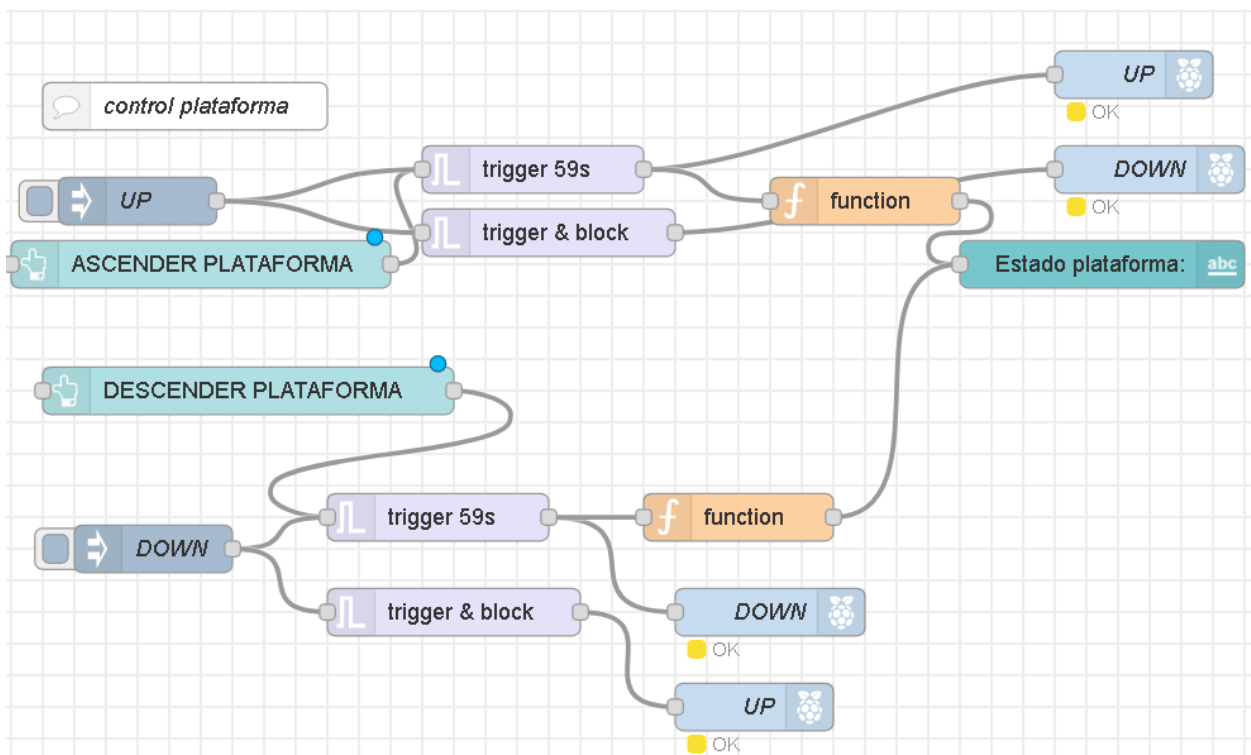 UP
OK
control plataforma
trigger 59s
DOWN
OK
UP
function
trigger & block
ASCENDER PLATAFORMA
Estado plataforma:
abc
DESCENDER PLATAFORMA
trigger 59s
function
DOWN
trigger & block
DOWN
OK
UP
OK